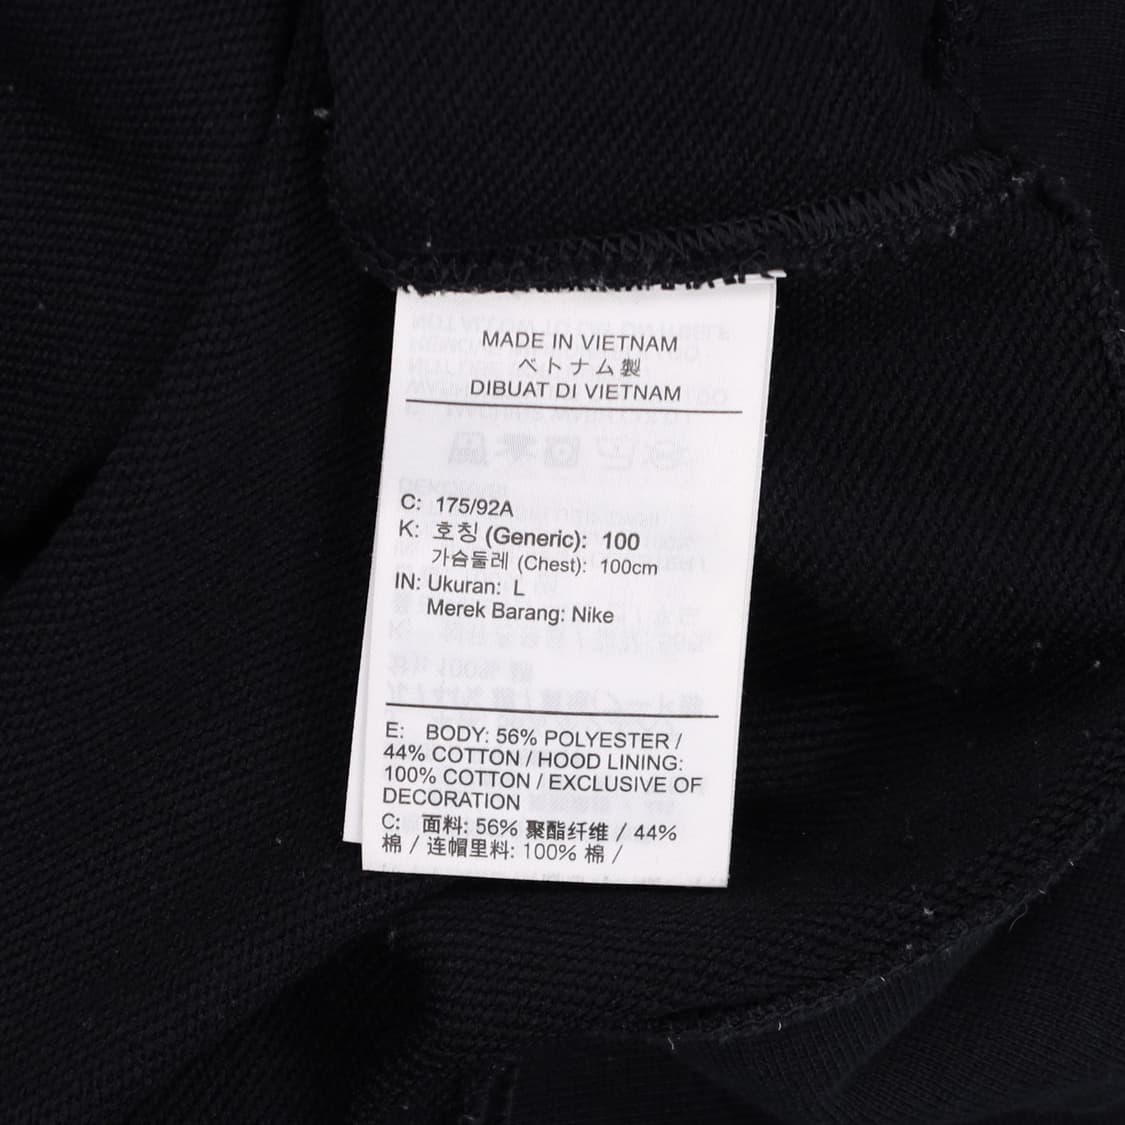 MADE IN VIETNAM
ベトナム製
DIBUAT DI VIETNAM
C: 175/92A
K: 호칭 (Generic): 100
가슴둘레 (Chest): 100cm
IN: Ukuran: L
Merek Barang: Nike
E: BODY: 56% POLYESTER /
44% COTTON / HOOD LINING:
100% COTTON / EXCLUSIVE OF
DECORATION
C: 面料: 56% 聚酯纤维 / 44%
棉 / 连帽里料: 100% 棉 /